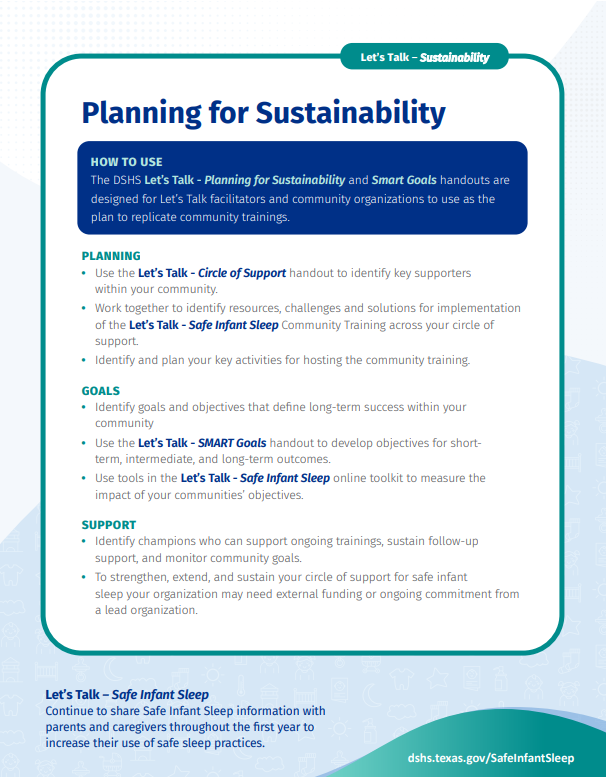 Let's Talk – Sustainability
Planning for Sustainability
HOW TO USE
The DSHS Let's Talk - Planning for Sustainability and Smart Goals handouts are
designed for Let's Talk facilitators and community organizations to use as the
plan to replicate community trainings.
PLANNING
• Use the Let's Talk - Circle of Support handout to identify key supporters
within your community.
• Work together to identify resources, challenges and solutions for implementation
of the Let's Talk - Safe Infant Sleep Community Training across your circle of
support.
• Identify and plan your key activities for hosting the community training.
GOALS
• Identify goals and objectives that define long-term success within your
community
• Use the Let's Talk - SMART Goals handout to develop objectives for short-
term, intermediate, and long-term outcomes.
• Use tools in the Let's Talk - Safe Infant Sleep online toolkit to measure the
impact of your communities' objectives.
SUPPORT
• Identify champions who can support ongoing trainings, sustain follow-up
support, and monitor community goals.
• To strengthen, extend, and sustain your circle of support for safe infant
sleep your organization may need external funding or ongoing commitment from
a lead organization.
Let's Talk – Safe Infant Sleep
Continue to share Safe Infant Sleep information with
parents and caregivers throughout the first year to
increase their use of safe sleep practices.
dshs.texas.gov/SafeInfantSleep